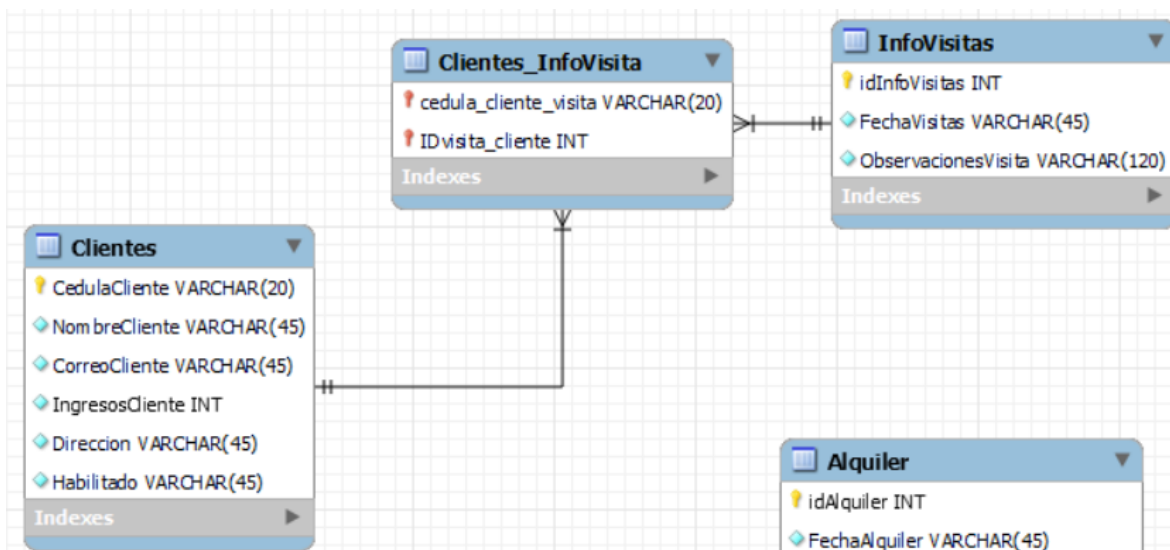 Clientes_InfoVisita
cedula_cliente_visita VARCHAR(20)
IDvisita_cliente INT
Indexes
InfoVisitas
idInfoVisitas INT
FechaVisitas VARCHAR(45)
ObservacionesVisita VARCHAR(120)
Indexes
Clientes
CedulaCliente VARCHAR(20)
NombreCliente VARCHAR(45)
CorreoCliente VARCHAR(45)
IngresosCliente INT
Direccion VARCHAR(45)
Habilitado VARCHAR(45)
Indexes
Alquiler
idAlquiler INT
FechaAlquiler VARCHAR(45)